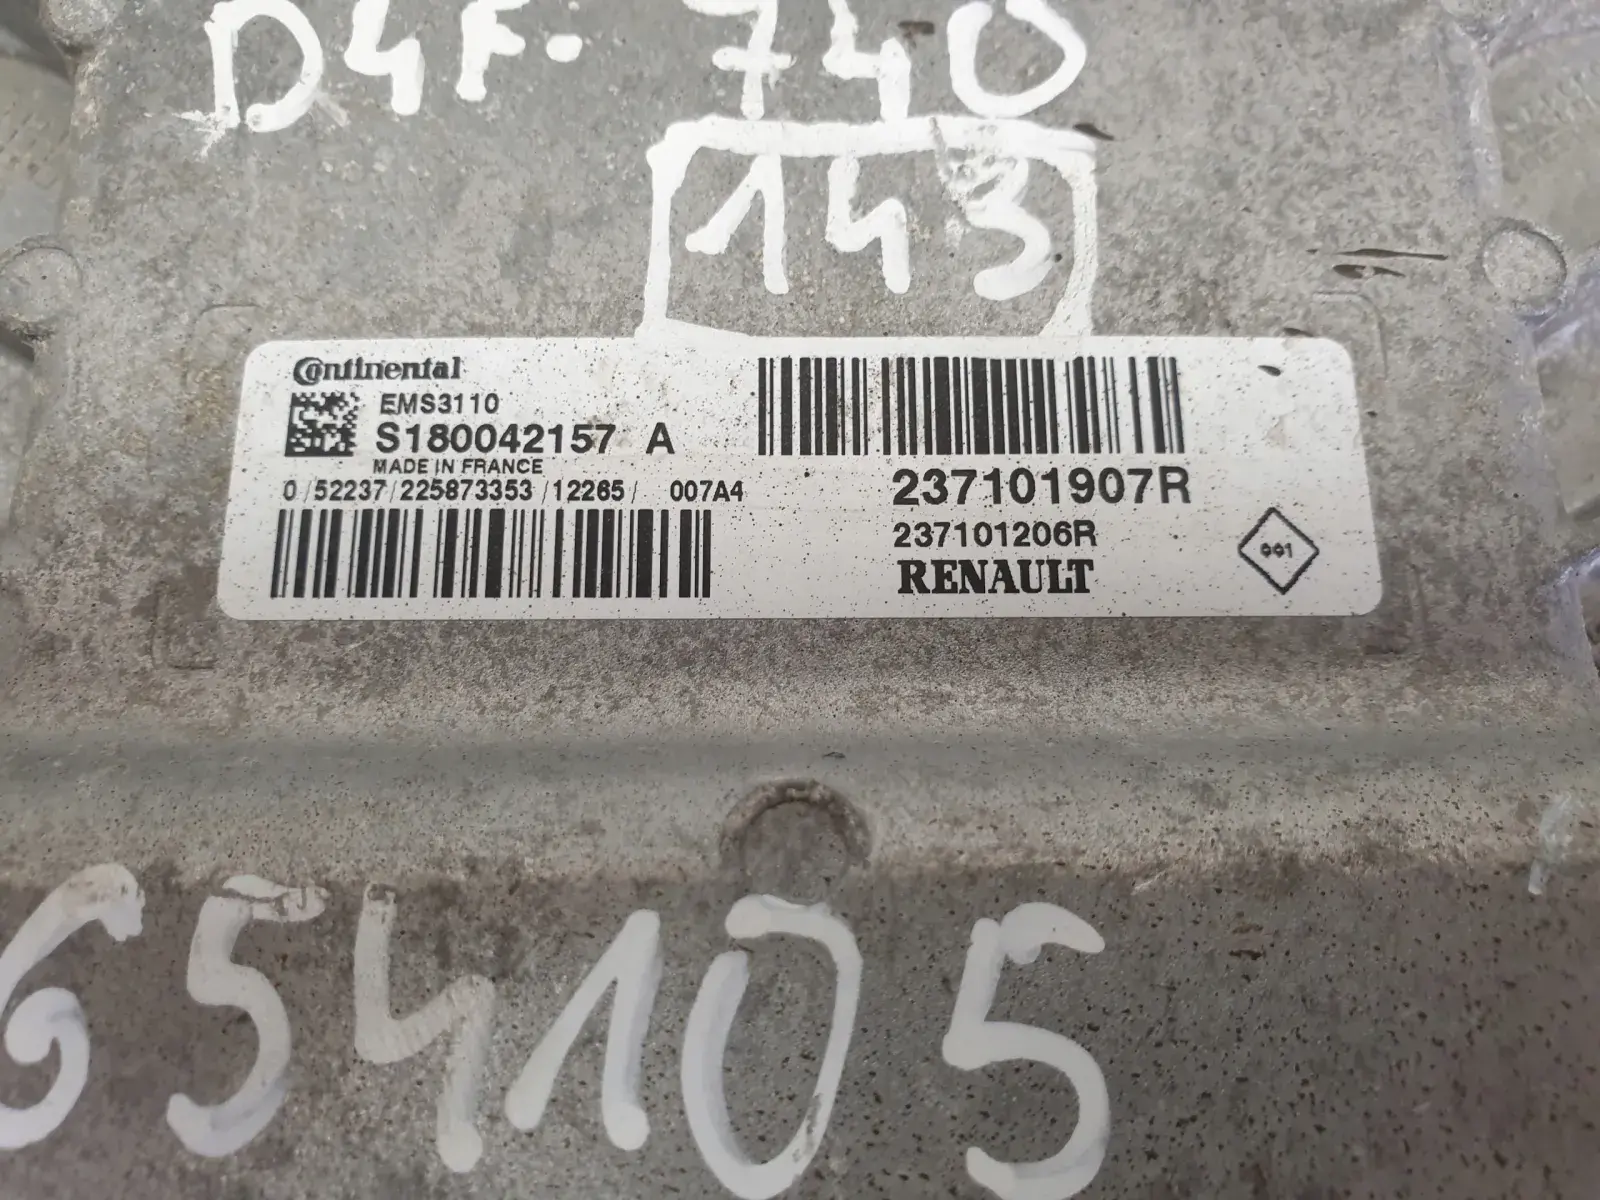 D4F- 740
143
Continental
EMS3110
S180042157 A
MADE IN FRANCE
0/52237/225873353/12265/ 007A4
237101907R
237101206R
RENAULT
001
654105